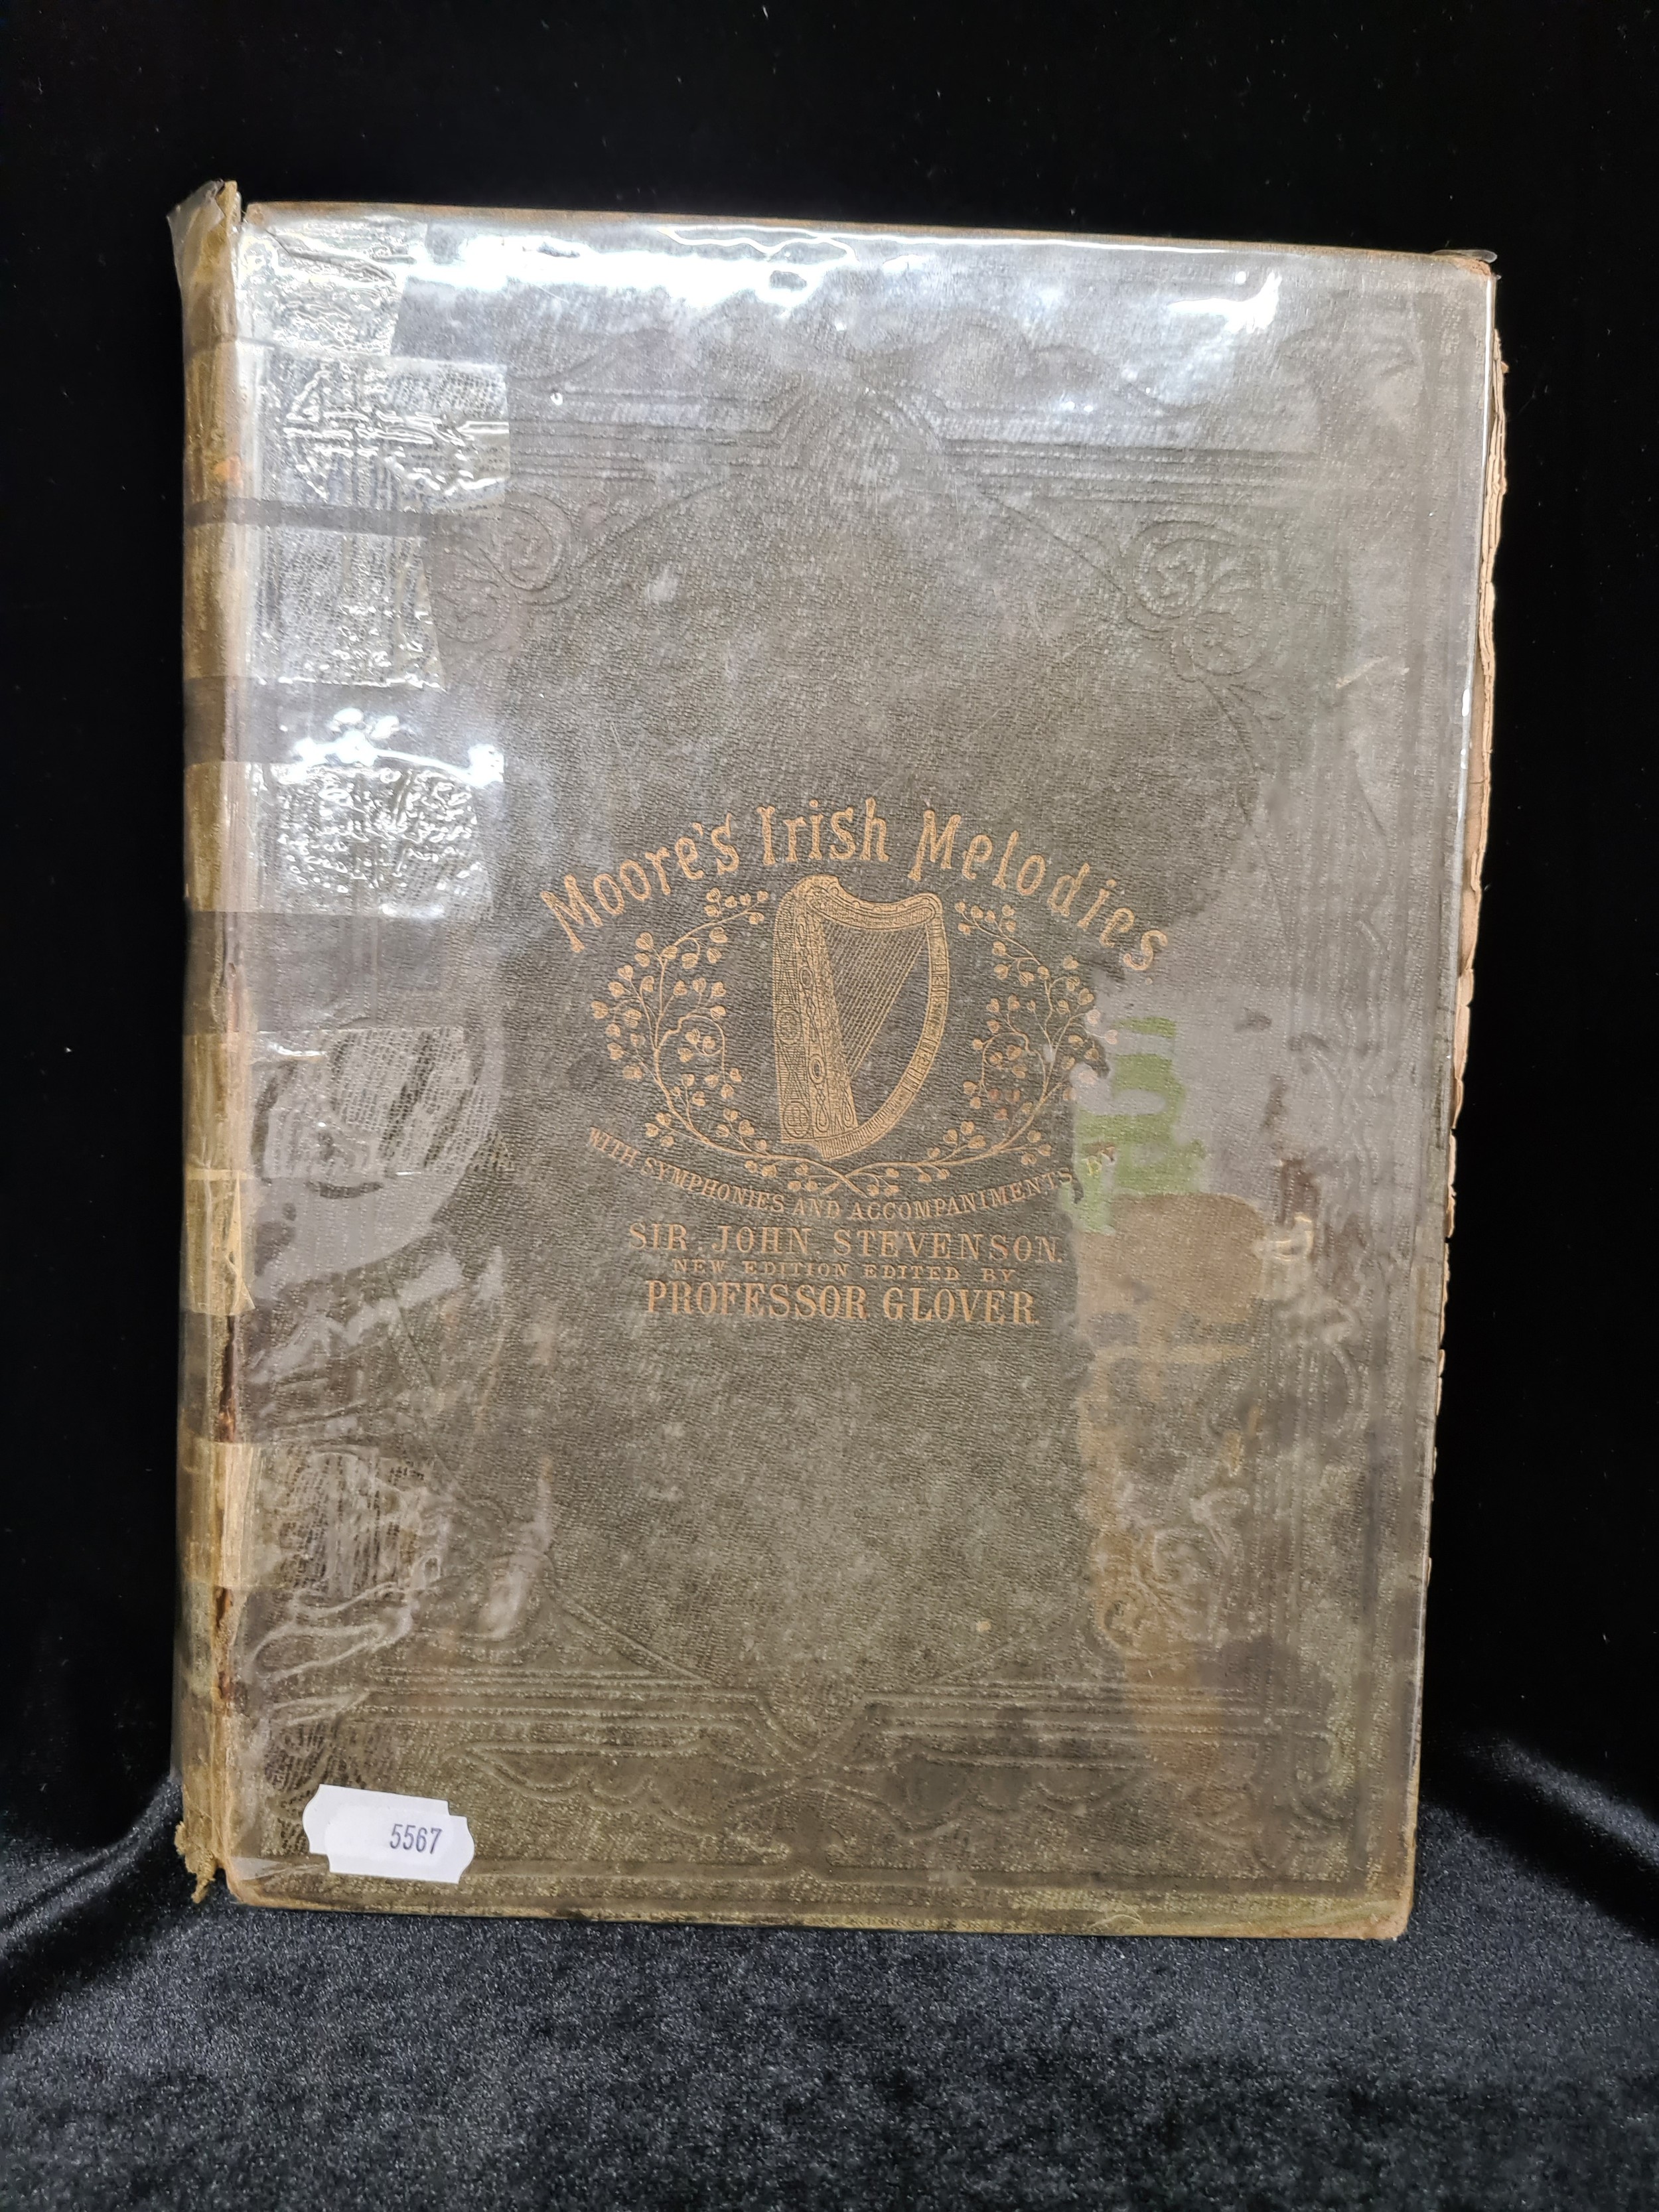 Moore's Irish Melodies
WITH SYMPHONIES AND ACCOMPANIMENTS BY
SIR JOHN STEVENSON.
NEW EDITION EDITED BY
PROFESSOR GLOVER.
5567